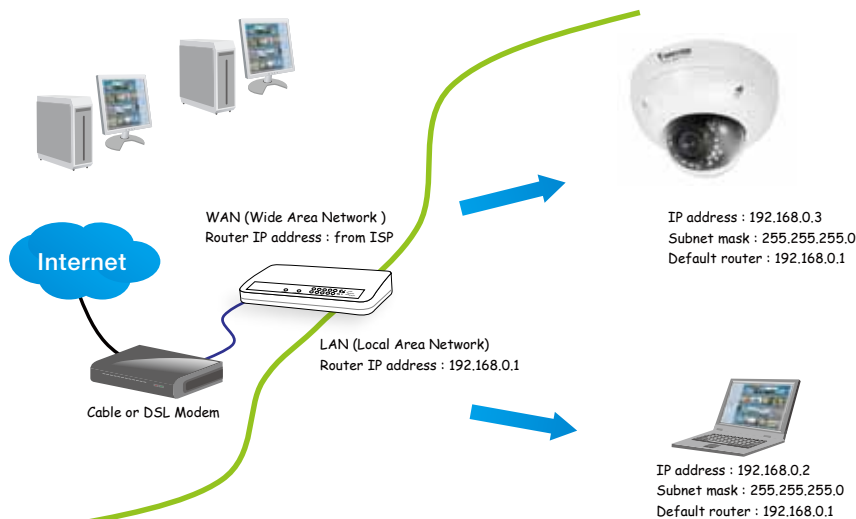 WAN (Wide Area Network )
Router IP address : from ISP
Internet
LAN (Local Area Network)
Router IP address : 192.168.0.1
Cable or DSL Modem
IP address : 192.168.0.3
Subnet mask : 255.255.255.0
Default router : 192.168.0.1
IP address : 192.168.0.2
Subnet mask : 255.255.255.0
Default router : 192.168.0.1